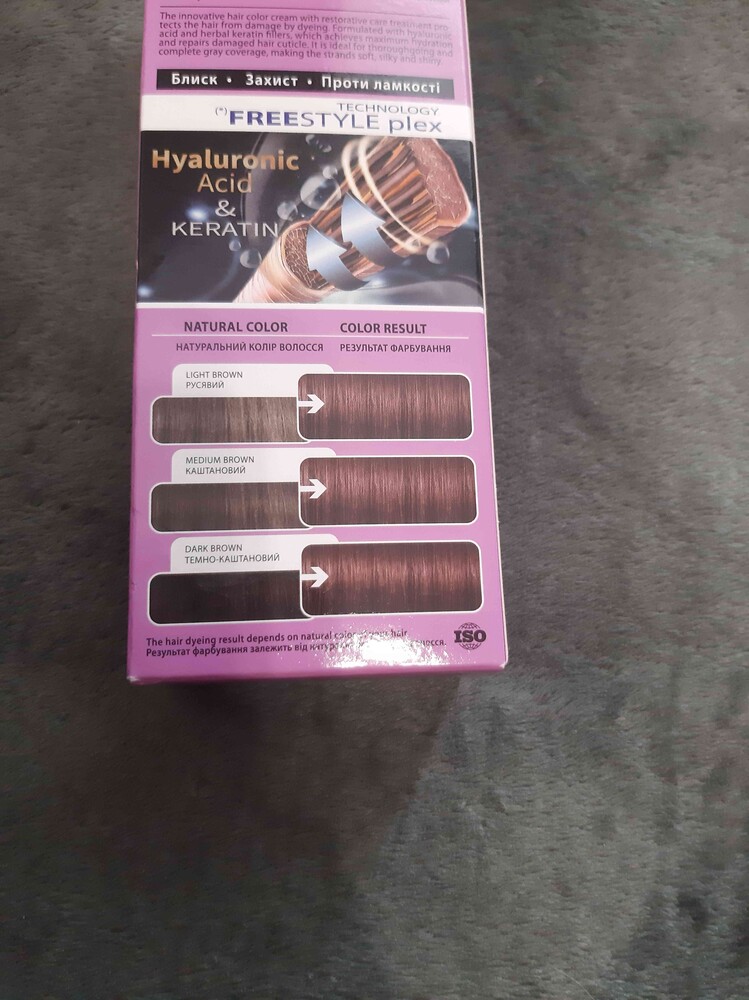 The innovative hair color cream with restorative care treatment pro-
tects the hair from damage by dyeing. Formulated with hyaluronic
acid and herbal keratin fillers, which achieves maximum hydration
and repairs damaged hair cuticle. It is ideal for thorough and
complete gray coverage, making the strands soft, silky and shiny.
Блиск • Захист • Проти ламкості
TECHNOLOGY
(*)FREESTYLE plex
Hyaluronic
Acid
&
KERATIN
NATURAL COLOR COLOR RESULT
НАТУРАЛЬНИЙ КОЛІР ВОЛОССЯ РЕЗУЛЬТАТ ФАРБУВАННЯ
LIGHT BROWN
РУСЯВИЙ
MEDIUM BROWN
КАШТАНОВИЙ
DARK BROWN
ТЕМНО-КАШТАНОВИЙ
The hair dyeing result depends on natural color hair
Результат фарбування залежить від
ISO